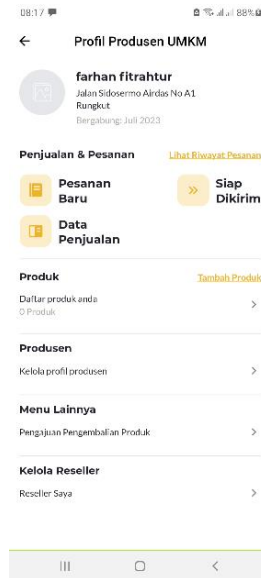 08:17
88%
Profil Produsen UMKM
farhan fitrahtur
Jalan Sidosermo Airdas No A1
Rungkut
Bergabung: Juli 2023
Penjualan & Pesanan
Lihat Riwayat Pesanan
Pesanan
Baru
Siap
Dikirim
Data
Penjualan
Produk
Tambah Produk
Daftar produk anda
0 Produk
Produsen
Kelola profil produsen
Menu Lainnya
Pengajuan Pengembalian Produk
Kelola Reseller
Reseller Saya